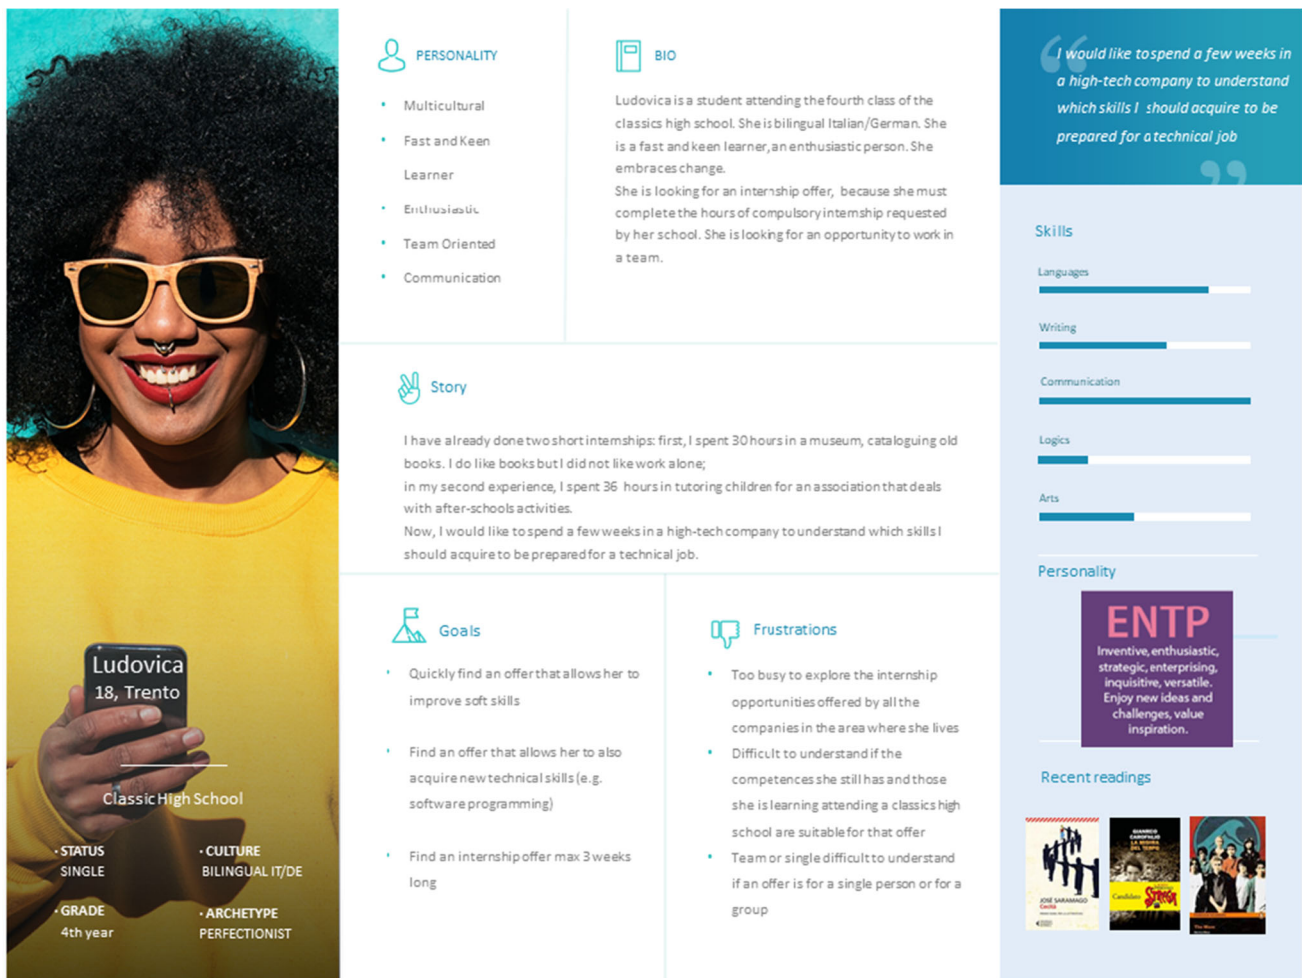 Ludovica
18, Trento
Classic High School
· STATUS
SINGLE
· CULTURE
BILINGUAL IT/DE
· GRADE
4th year
· ARCHETYPE
PERFECTIONIST
PERSONALITY
• Multicultural
• Fast and Keen
Learner
• Enthusiastic
• Team Oriented
• Communication
BIO
Ludovica is a student attending the fourth class of the
classics high school. She is bilingual Italian/German. She
is a fast and keen learner, an enthusiastic person. She
embraces change.
She is looking for an internship offer, because she must
complete the hours of compulsory internship requested
by her school. She is looking for an opportunity to work in
a team.
Story
I have already done two short internships: first, I spent 30 hours in a museum, cataloguing old
books. I do like books but I did not like work alone;
in my second experience, I spent 36 hours in tutoring children for an association that deals
with after-schools activities.
Now, I would like to spend a few weeks in a high-tech company to understand which skills I
should acquire to be prepared for a technical job.
Goals
• Quickly find an offer that allows her to
improve soft skills
• Find an offer that allows her to also
acquire new technical skills (e.g.
software programming)
• Find an internship offer max 3 weeks
long
Frustrations
• Too busy to explore the internship
opportunities offered by all the
companies in the area where she lives
• Difficult to understand if the
competences she still has and those
she is learning attending a classics high
school are suitable for that offer
• Team or single difficult to understand
if an offer is for a single person or for a
group
“ I would like to spend a few weeks in
a high-tech company to understand
which skills I should acquire to be
prepared for a technical job ”
Skills
Languages
Writing
Communication
Logics
Arts
Personality
ENTP
Inventive, enthusiastic,
strategic, enterprising,
inquisitive, versatile.
Enjoy new ideas and
challenges, value
inspiration.
Recent readings
JOSÉ SARAMAGO
Cecità
GIANRICO
CAROFIGLIO
LA MISURA
DEL TEMPO
Candidato
STREGA
The Wave